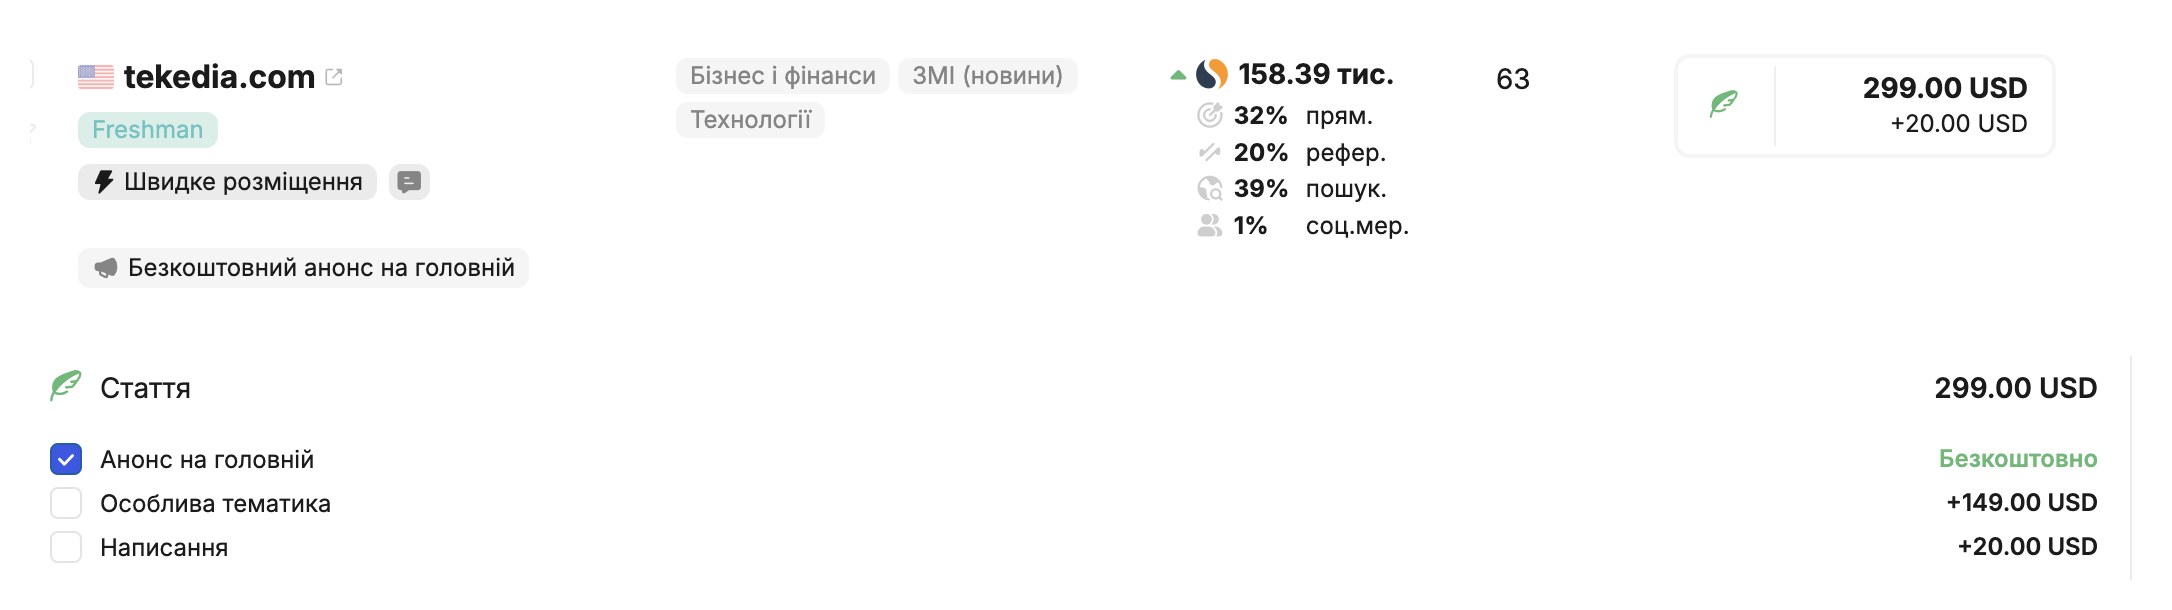 tekedia.com
Freshman
Швидке розміщення
Безкоштовний анонс на головній
Бізнес і фінанси ЗМІ (новини)
Технології
158.39 тис.
32% прям.
20% рефер.
39% пошук.
1% соц.мер.
63
299.00 USD
+20.00 USD
Стаття 299.00 USD
Анонс на головній Безкоштовно
Особлива тематика +149.00 USD
Написання +20.00 USD